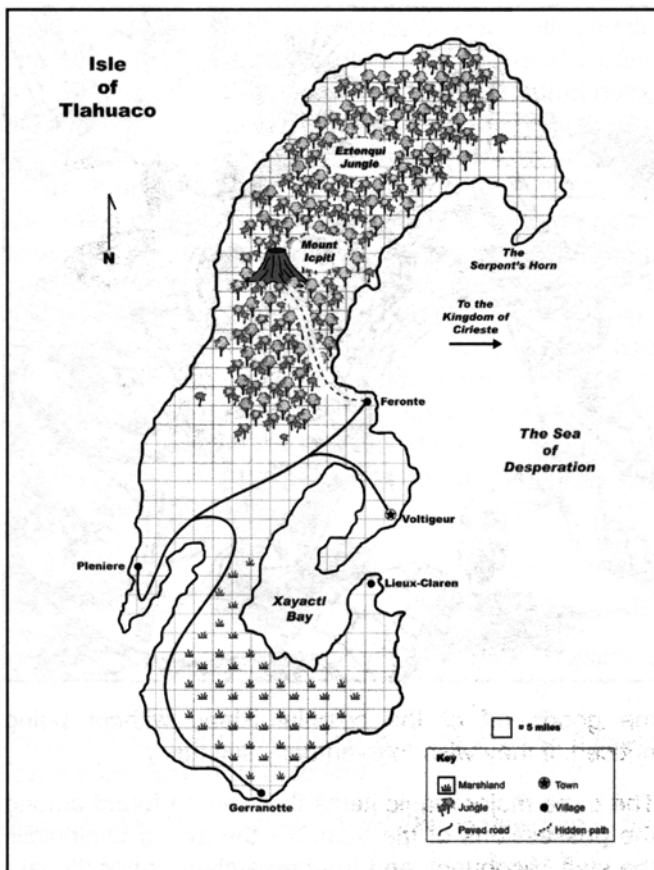 Isle
of
Tlahuaco
N
Eztenqui
Jungle
Mount
Icpitl
The
Serpent's Horn
To the
Kingdom of
Cirieste
Feronte
The Sea
of
Desperation
Voltigeur
Pleniere
Lieux-Claren
Xayactl
Bay
Gerranotte
= 5 miles
Key
Marshland
Town
Jungle
Village
Paved road
Hidden path